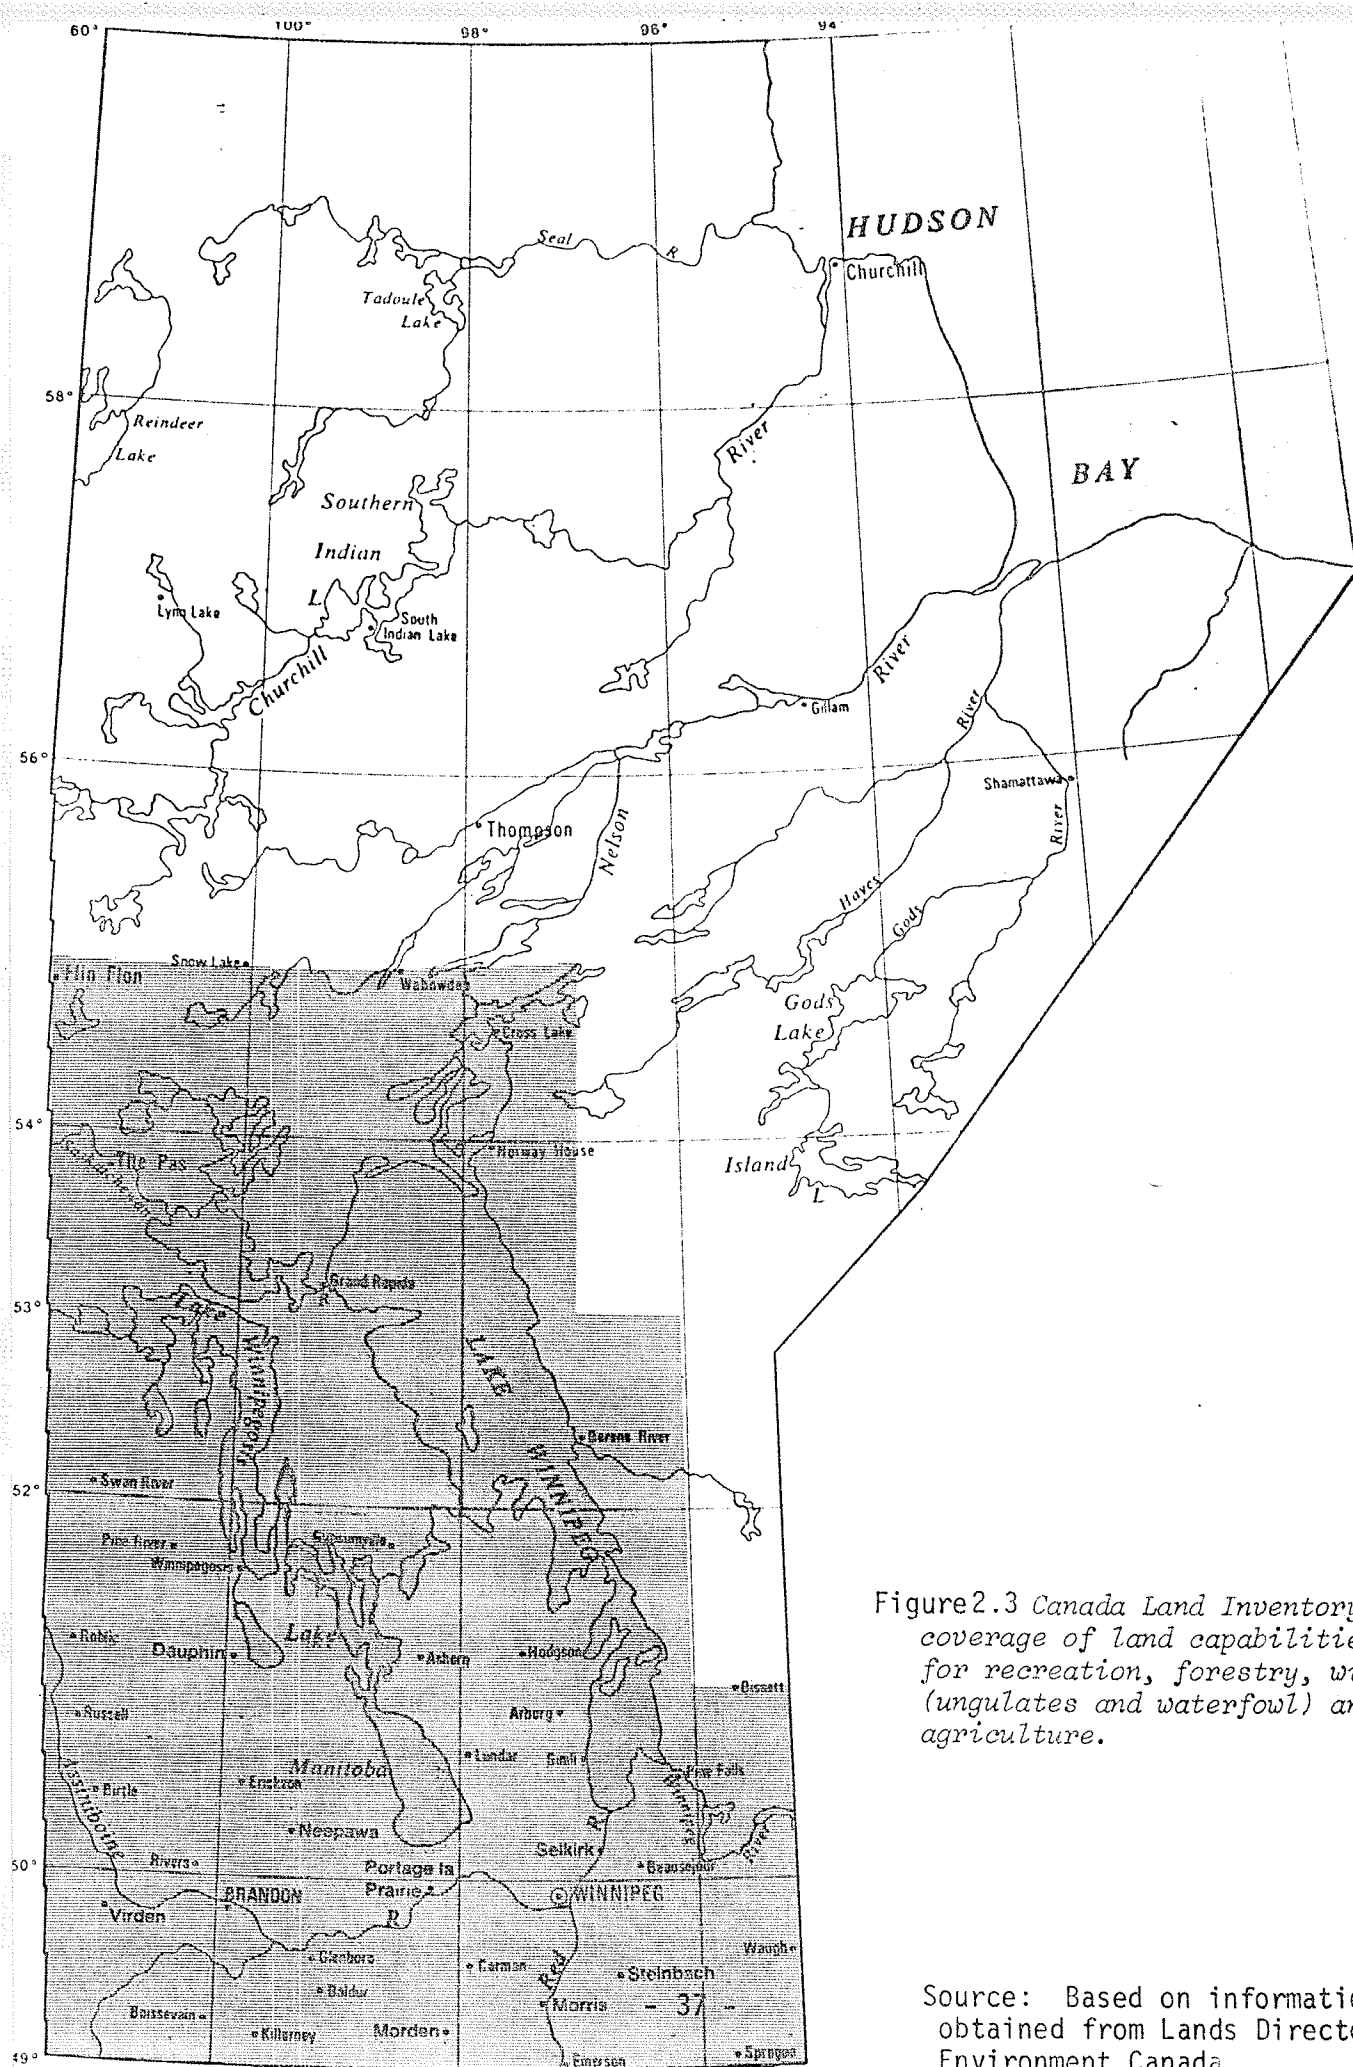 60°
100°
98°
96°
94
HUDSON
Seal R
Churchill
Tadoule
Lake
58°
Reindeer
Lake
River
BAY
Southern
Indian
L
Lynn Lake
South
Indian Lake
Churchill
River
River
Gillam
56°
Shamattawa
River
Thompson
Nelson
Hayes
Gods
Snow Lake
Flin Flon
Wabowden
Gods
Lake
Cross Lake
54°
The Pas
Saskatchewan
Norway House
Island
L
Grand Rapids
R
53°
Lake
Winnipegosis
LAKE
WINNIPEG
Berens River
Swan River
52°
Pine River
Gypsumville
Winnipegosis
Figure 2.3 Canada Land Inventory
coverage of land capabilitie
for recreation, forestry, wi
(ungulates and waterfowl) an
agriculture.
Roblin
Lake
Dauphin
Ashern
Hodgson
Bissett
Russell
Arborg
Lundar
Gimli
Manitoba
Pine Falls
Birtle
Erickson
Winnipeg
River
Assiniboine
Neepawa
R
Selkirk
50°
Rivers
Portage la
Prairie
Beausejour
BRANDON
WINNIPEG
Virden
R
Glenboro
Carman
Red
Waugh
Steinbach
Baldur
Morris
- 37 -
Source: Based on informatio
obtained from Lands Directo
Environment Canada
Boissevain
Killarney
Morden
Sprague
49°
Emerson